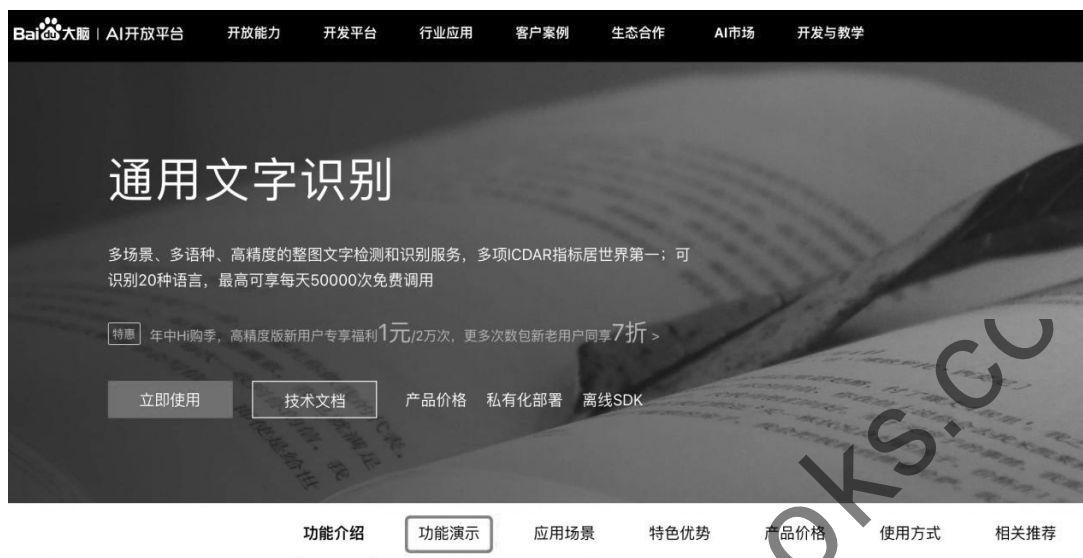 Bai du 大脑 | AI开放平台 开放能力 开发平台 行业应用 客户案例 生态合作 AI市场 开发与教学
通用文字识别
多场景、多语种、高精度的整图文字检测和识别服务，多项ICDAR指标居世界第一；可
识别20种语言，最高可享每天50000次免费调用
特惠 年中Hi购季，高精度版新用户专享福利1元/2万次，更多次数包新老用户同享7折 >
立即使用 技术文档 产品价格 私有化部署 离线SDK
功能介绍 功能演示 应用场景 特色优势 产品价格 使用方式 相关推荐